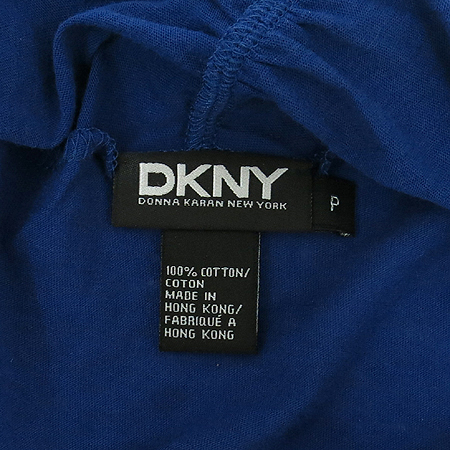 DKNY
DONNA KARAN NEW YORK
P
100% COTTON/
COTON
MADE IN
HONG KONG/
FABRIQUÉ A
HONG KONG